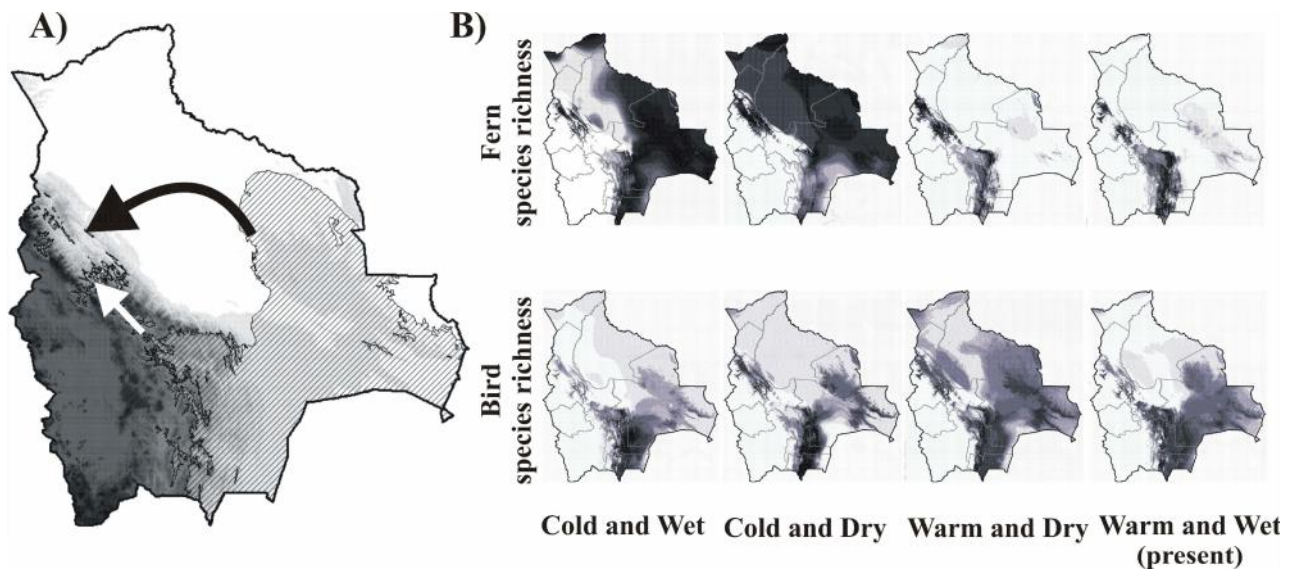 A)
B)
Fern
species richness
Bird
species richness
Cold and Wet
Cold and Dry
Warm and Dry
Warm and Wet
(present)